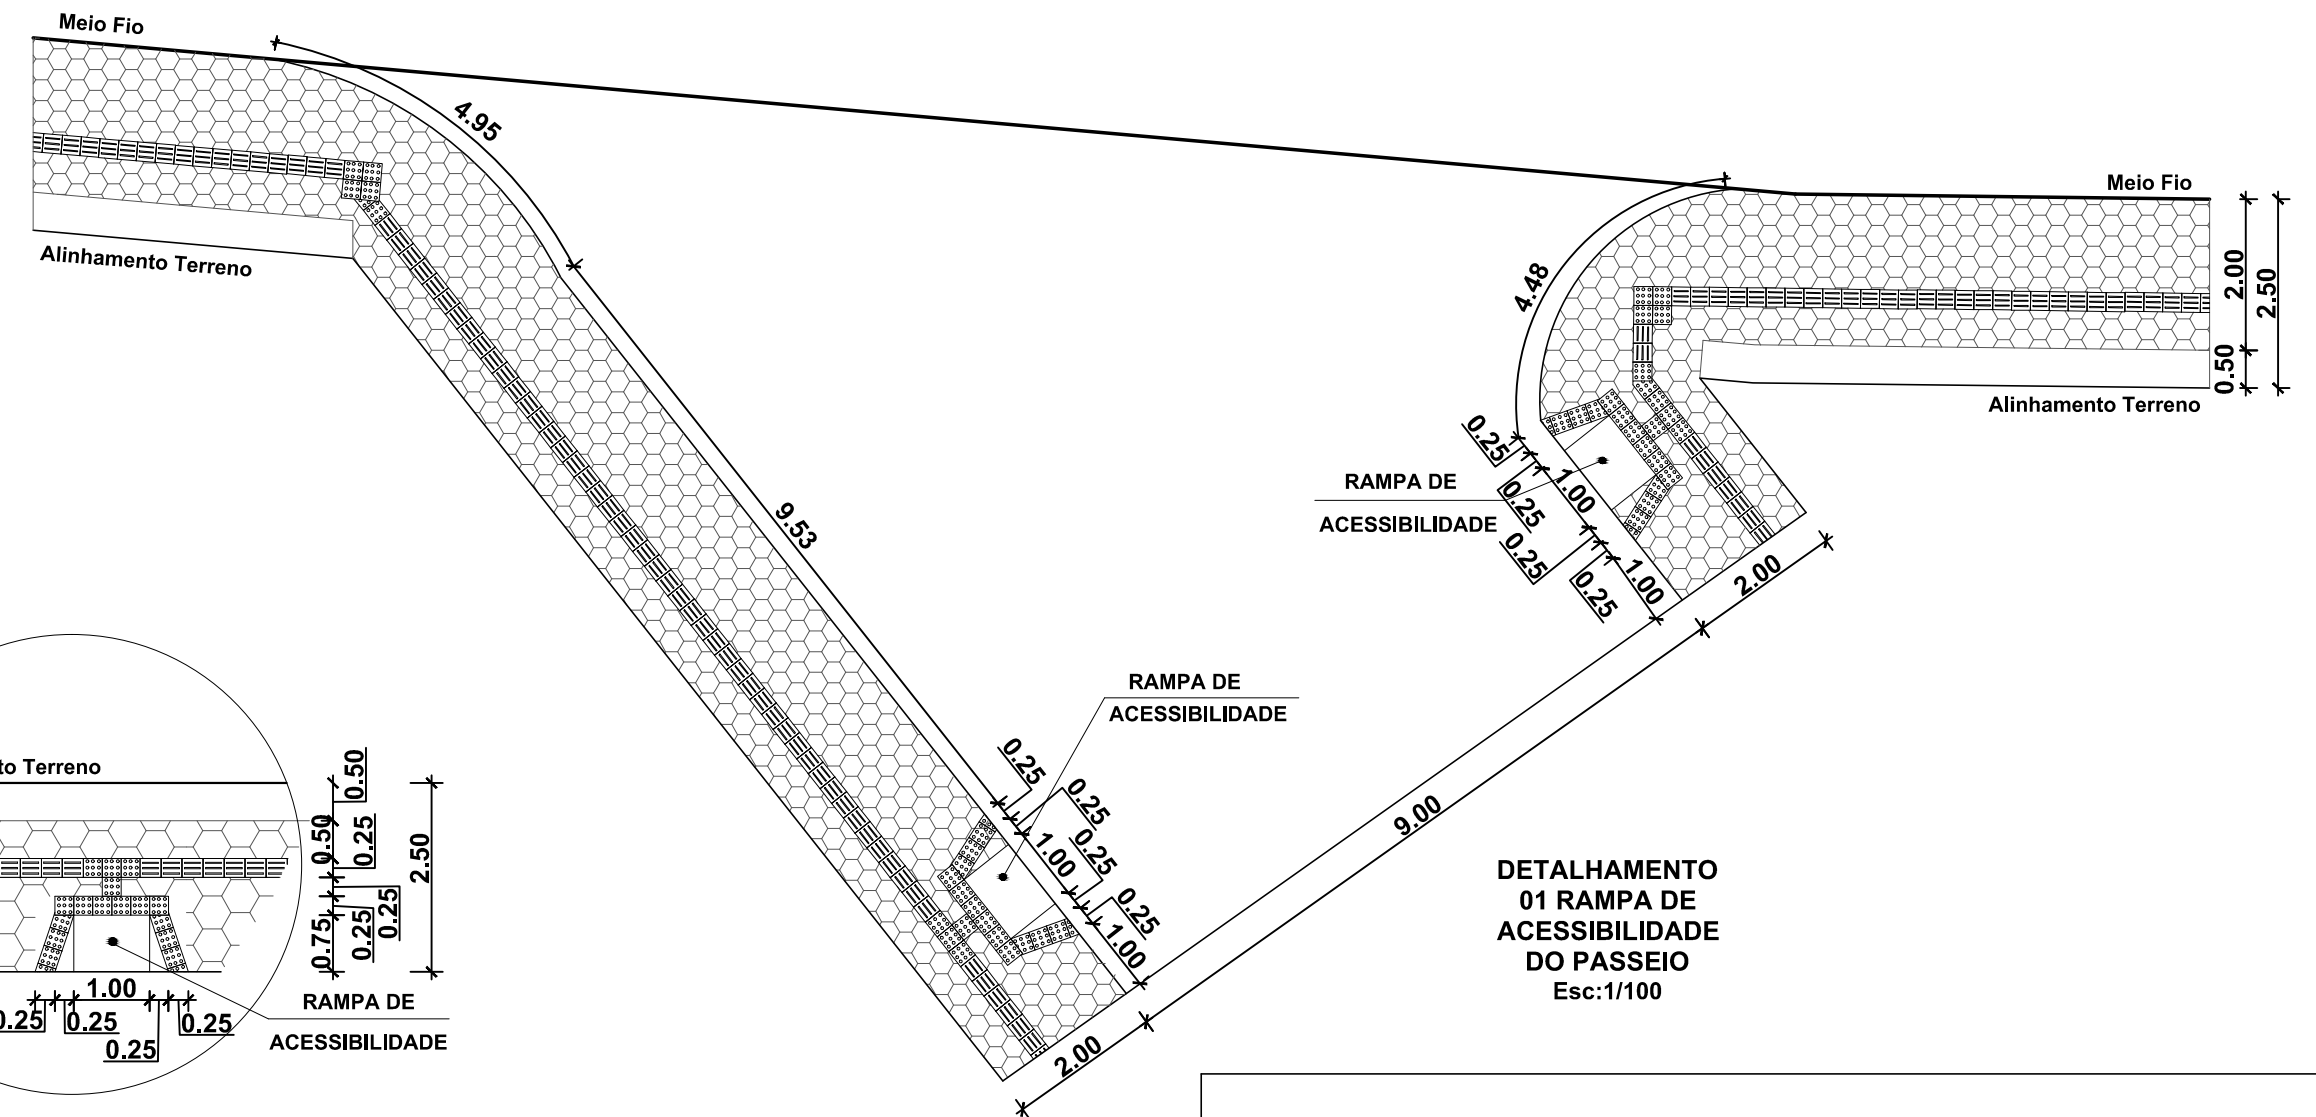 Meio Fio
4.95
Alinhamento Terreno
9.53
Meio Fio
2.00
2.50
0.50
Alinhamento Terreno
4.48
0.25
0.25
1.00
0.25
0.25
1.00
2.00
RAMPA DE
ACESSIBILIDADE
RAMPA DE
ACESSIBILIDADE
0.25
0.25
1.00
0.25
0.25
1.00
9.00
2.00
DETALHAMENTO
01 RAMPA DE
ACESSIBILIDADE
DO PASSEIO
Esc:1/100
to Terreno
0.50
0.50
0.25
2.50
0.25
0.75
0.25
1.00
0.25
0.25
0.25
0.25
RAMPA DE
ACESSIBILIDADE